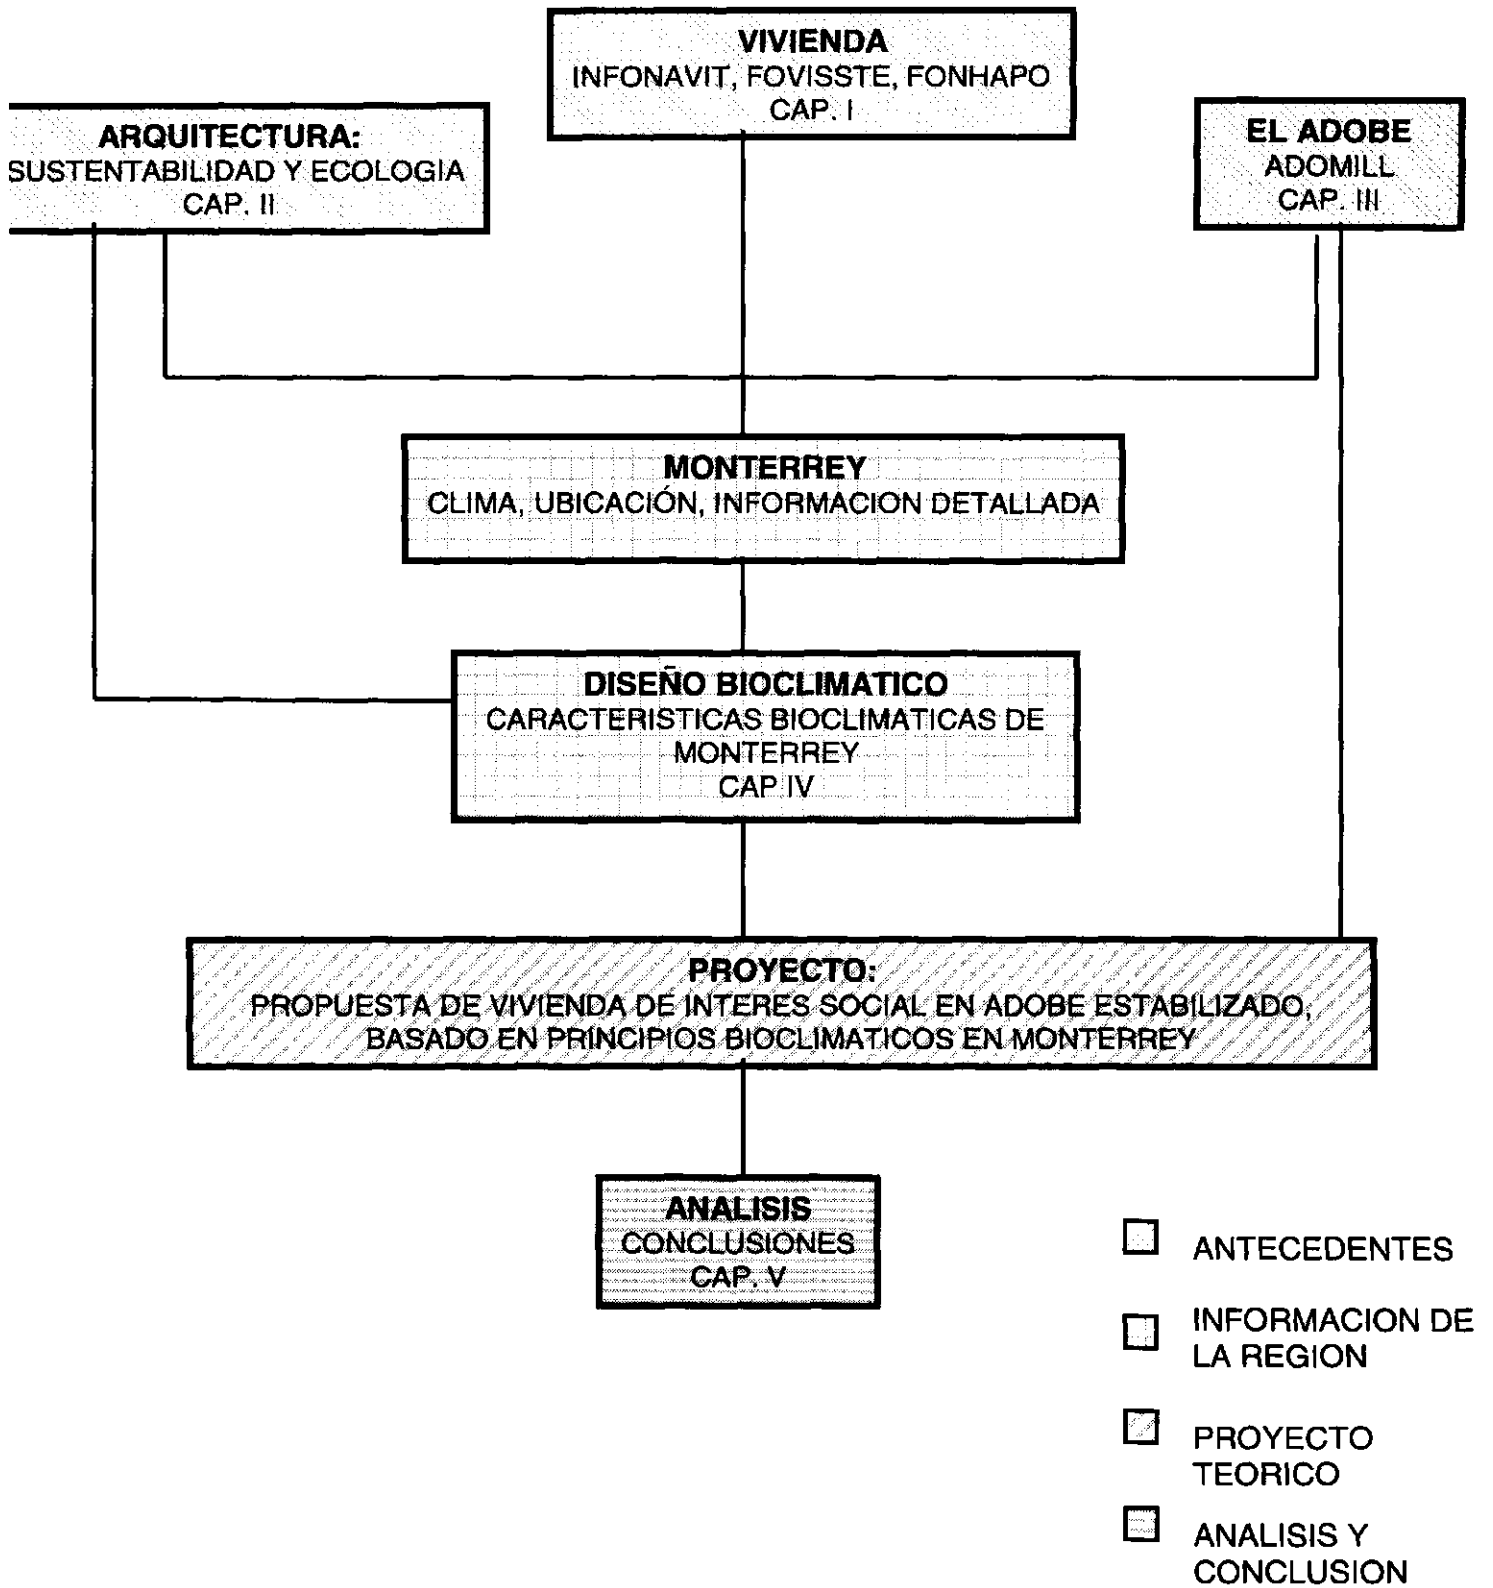 VIVIENDA
INFONAVIT, FOVISSTE, FONHAPO
CAP. I
ARQUITECTURA:
SUSTENTABILIDAD Y ECOLOGIA
CAP. II
EL ADOBE
ADOMILL
CAP. III
MONTERREY
CLIMA, UBICACIÓN, INFORMACION DETALLADA
DISEÑO BIOCLIMATICO
CARACTERISTICAS BIOCLIMATICAS DE
MONTERREY
CAP IV
PROYECTO:
PROPUESTA DE VIVIENDA DE INTERES SOCIAL EN ADOBE ESTABILIZADO,
BASADO EN PRINCIPIOS BIOCLIMATICOS EN MONTERREY
ANALISIS
CONCLUSIONES
CAP. V
ANTECEDENTES
INFORMACION DE
LA REGION
PROYECTO
TEORICO
ANALISIS Y
CONCLUSION